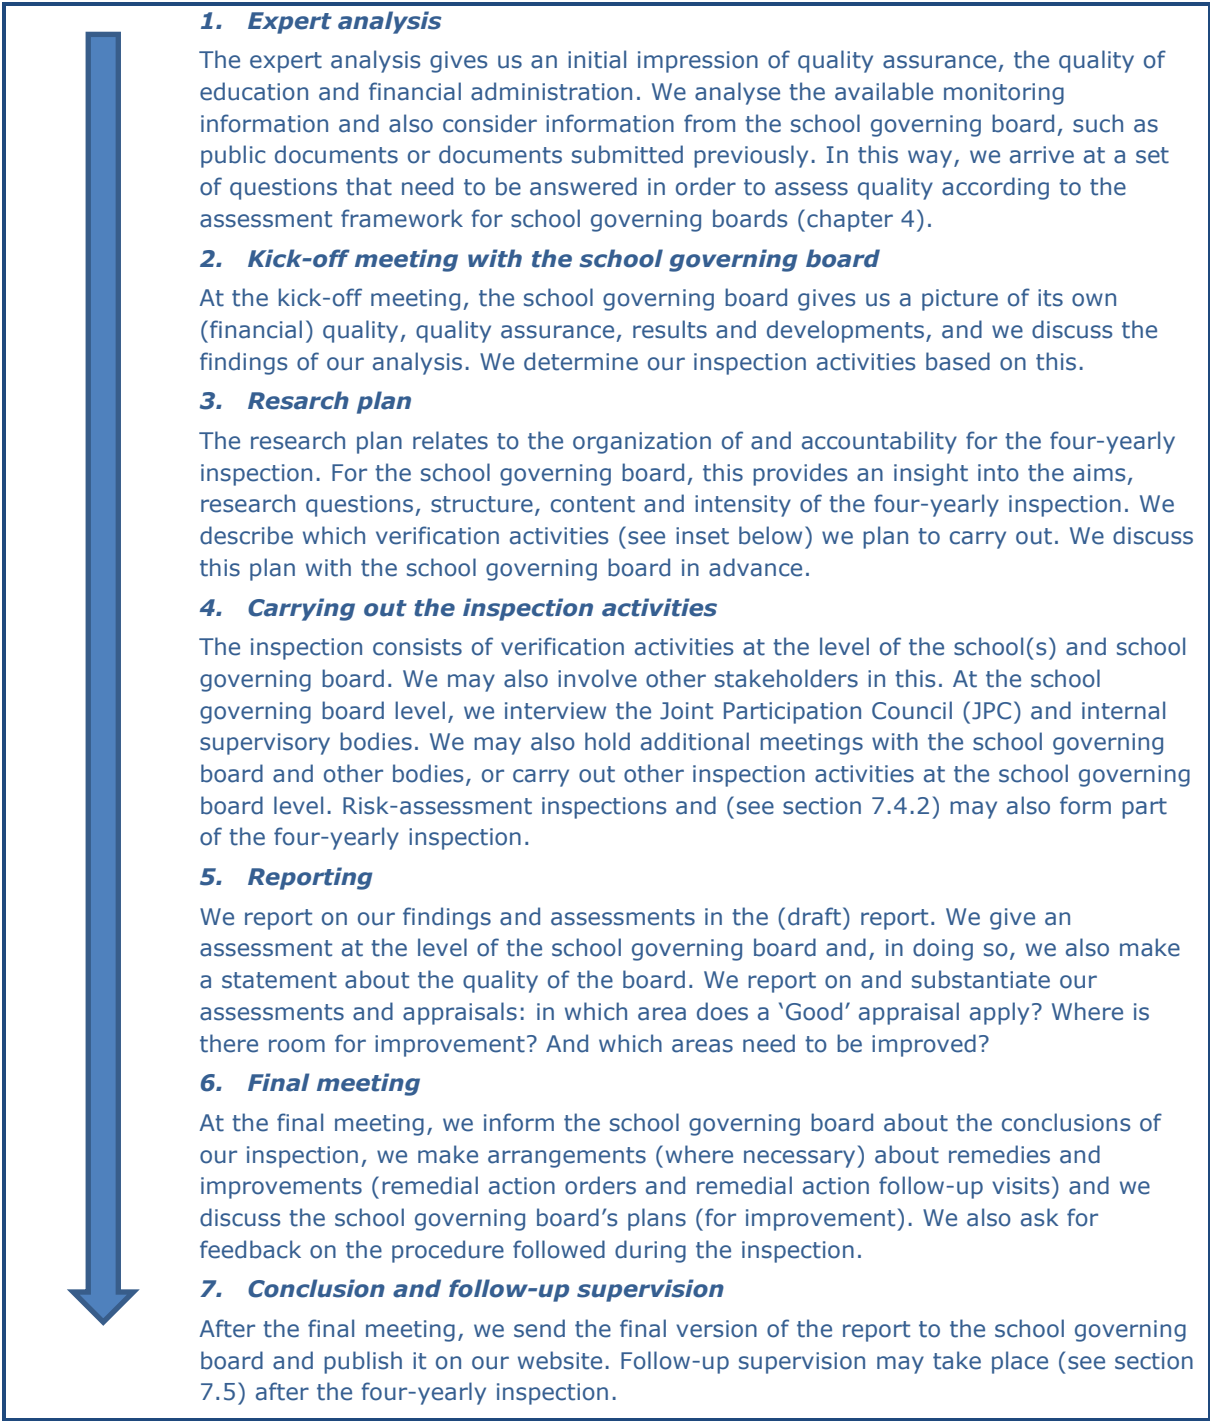 1. Expert analysis
The expert analysis gives us an initial impression of quality assurance, the quality of
education and financial administration. We analyse the available monitoring
information and also consider information from the school governing board, such as
public documents or documents submitted previously. In this way, we arrive at a set
of questions that need to be answered in order to assess quality according to the
assessment framework for school governing boards (chapter 4).
2. Kick-off meeting with the school governing board
At the kick-off meeting, the school governing board gives us a picture of its own
(financial) quality, quality assurance, results and developments, and we discuss the
findings of our analysis. We determine our inspection activities based on this.
3. Resarch plan
The research plan relates to the organization of and accountability for the four-yearly
inspection. For the school governing board, this provides an insight into the aims,
research questions, structure, content and intensity of the four-yearly inspection. We
describe which verification activities (see inset below) we plan to carry out. We discuss
this plan with the school governing board in advance.
4. Carrying out the inspection activities
The inspection consists of verification activities at the level of the school(s) and school
governing board. We may also involve other stakeholders in this. At the school
governing board level, we interview the Joint Participation Council (JPC) and internal
supervisory bodies. We may also hold additional meetings with the school governing
board and other bodies, or carry out other inspection activities at the school governing
board level. Risk-assessment inspections and (see section 7.4.2) may also form part
of the four-yearly inspection.
5. Reporting
We report on our findings and assessments in the (draft) report. We give an
assessment at the level of the school governing board and, in doing so, we also make
a statement about the quality of the board. We report on and substantiate our
assessments and appraisals: in which area does a ‘Good’ appraisal apply? Where is
there room for improvement? And which areas need to be improved?
6. Final meeting
At the final meeting, we inform the school governing board about the conclusions of
our inspection, we make arrangements (where necessary) about remedies and
improvements (remedial action orders and remedial action follow-up visits) and we
discuss the school governing board’s plans (for improvement). We also ask for
feedback on the procedure followed during the inspection.
7. Conclusion and follow-up supervision
After the final meeting, we send the final version of the report to the school governing
board and publish it on our website. Follow-up supervision may take place (see section
7.5) after the four-yearly inspection.